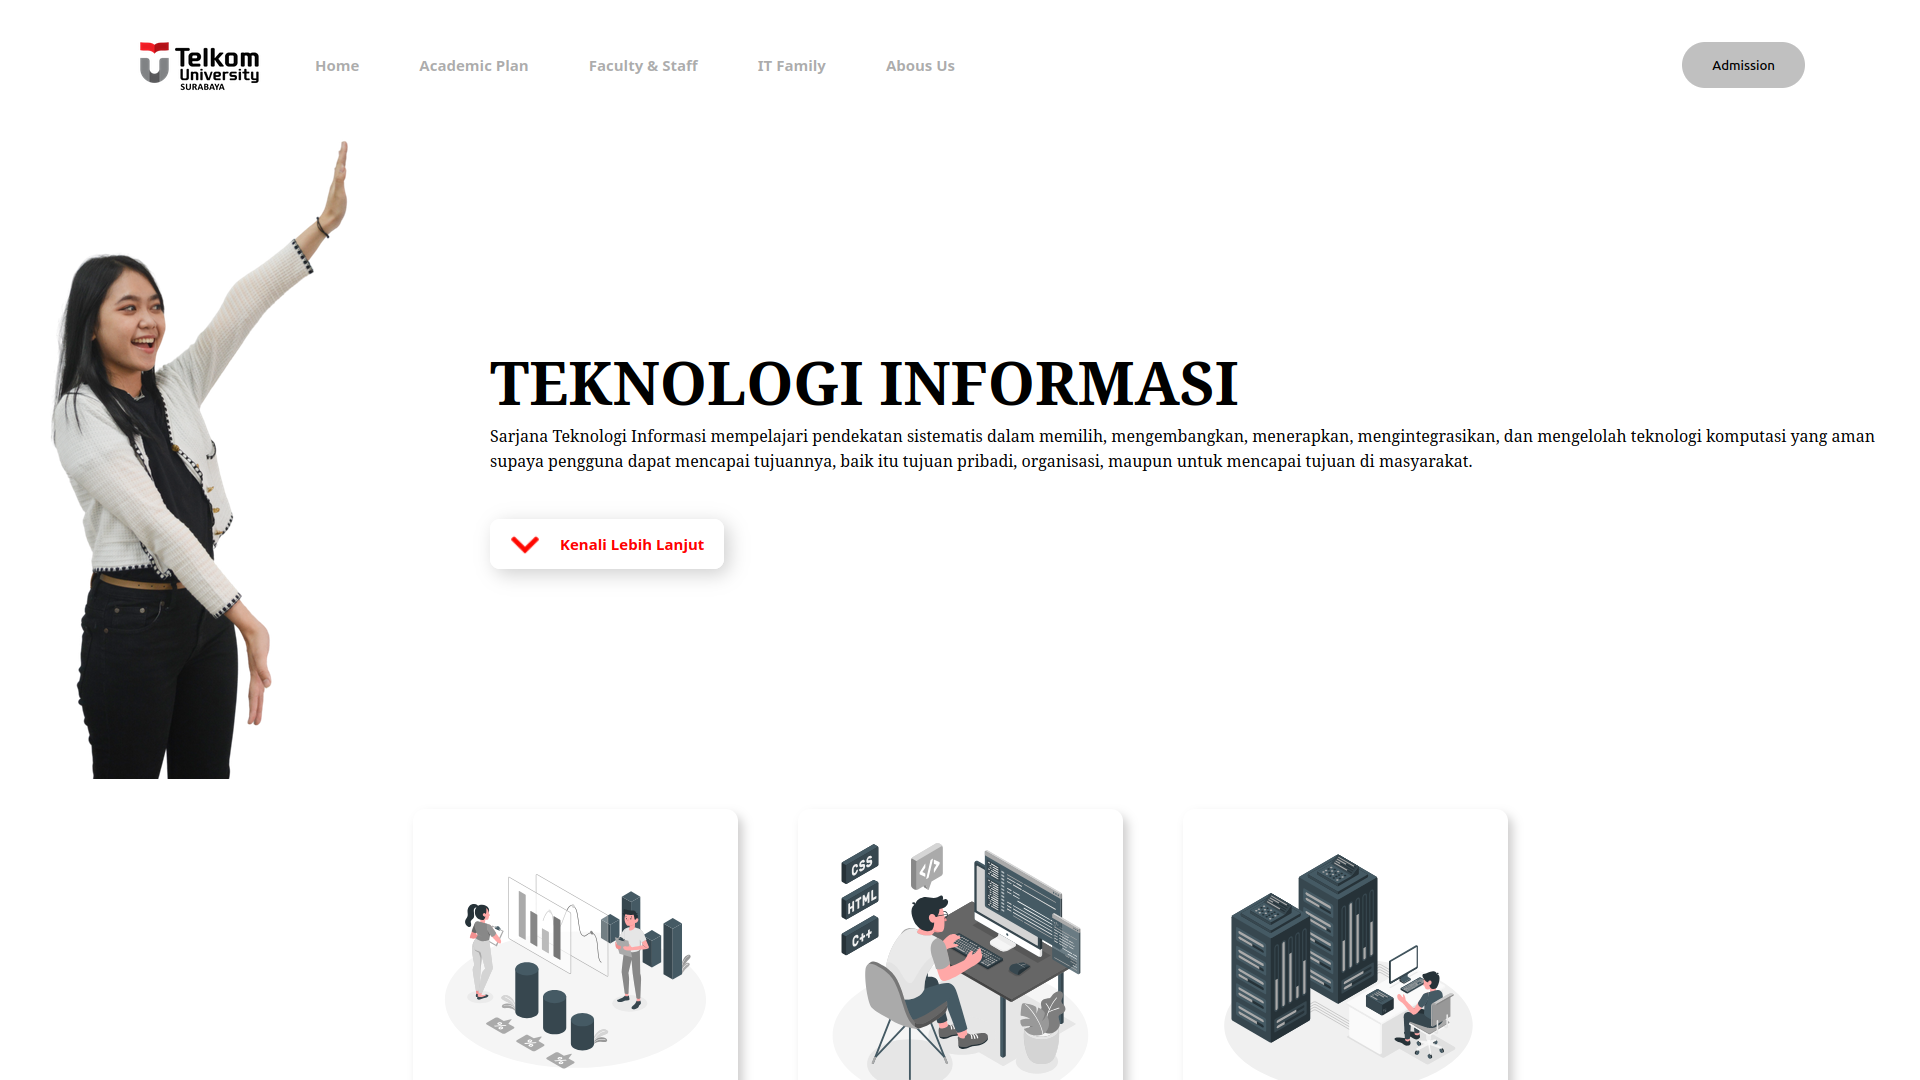 Telkom
University
SURABAYA
Home
Academic Plan
Faculty & Staff
IT Family
Abous Us
Admission
TEKNOLOGI INFORMASI
Sarjana Teknologi Informasi mempelajari pendekatan sistematis dalam memilih, mengembangkan, menerapkan, mengintegrasikan, dan mengelolah teknologi komputasi yang aman
supaya pengguna dapat mencapai tujuannya, baik itu tujuan pribadi, organisasi, maupun untuk mencapai tujuan di masyarakat.
Kenali Lebih Lanjut
%
%
%
CSS
HTML
C++
</>